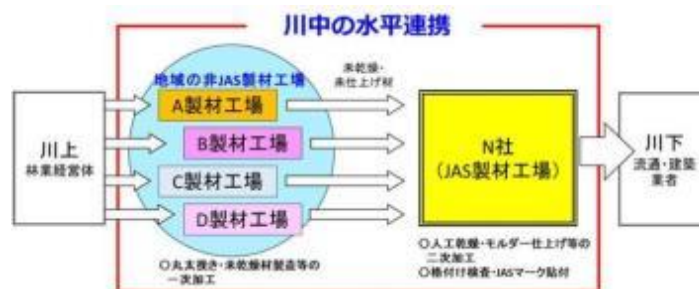 川中の水平連携
地域の非JAS製材工場
未乾燥・
未仕上げ材
A製材工場
B製材工場
C製材工場
D製材工場
川上
林業経営体
N社
(JAS製材工場)
川下
流通・建築
業者
○丸太挽き・未乾燥材製造等の
一次加工
○人工乾燥・モルダー仕上げ等の
二次加工
○格付け検査・JASマーク貼付